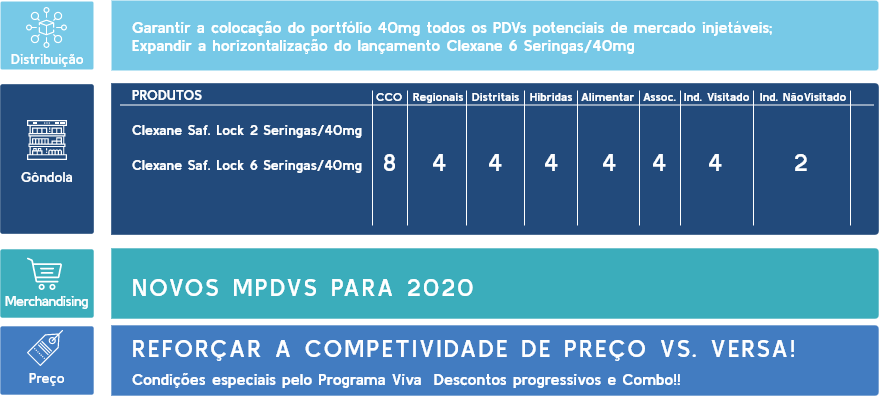 Distribuição
Garantir a colocação do portfólio 40mg todos os PDVs potenciais de mercado injetáveis;
Expandir a horizontalização do lançamento Clexane 6 Seringas/40mg
Gôndola
PRODUTOS CCO Regionais Distritais Hibridas Alimentar Assoc. Ind. Visitado Ind. NãoVisitado
Clexane Saf. Lock 2 Seringas/40mg
Clexane Saf. Lock 6 Seringas/40mg 8 4 4 4 4 4 4 2
Merchandising
NOVOS MPDVS PARA 2020
Preço
REFORÇAR A COMPETIVIDADE DE PREÇO VS. VERSA!
Condições especiais pelo Programa Viva Descontos progressivos e Combo!!